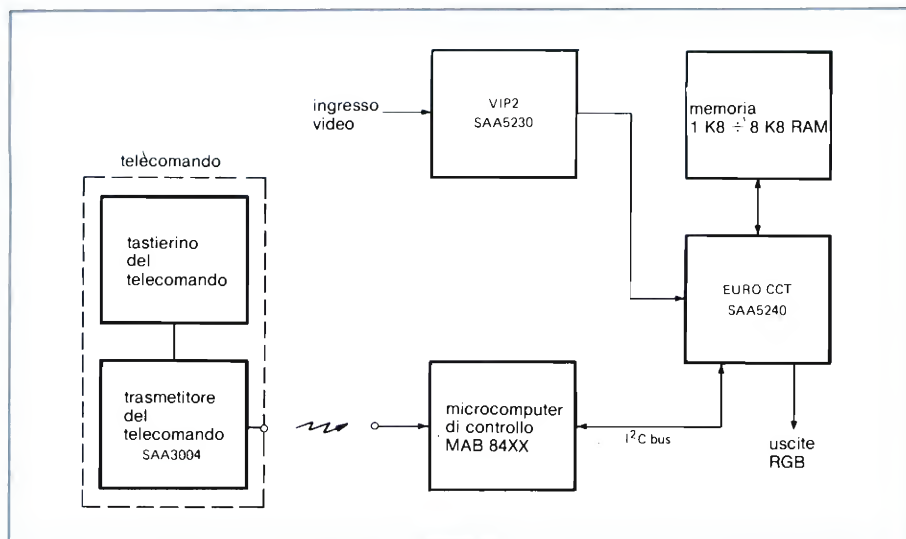 ingresso
video
VIP2
SAA5230
memoria
1 K8 ÷ 8 K8 RAM
telecomando
tastierino
del
telecomando
EURO CCT
SAA5240
trasmetitore
del
telecomando
SAA3004
microcomputer
di controllo
MAB 84XX
I²C bus
uscite
RGB